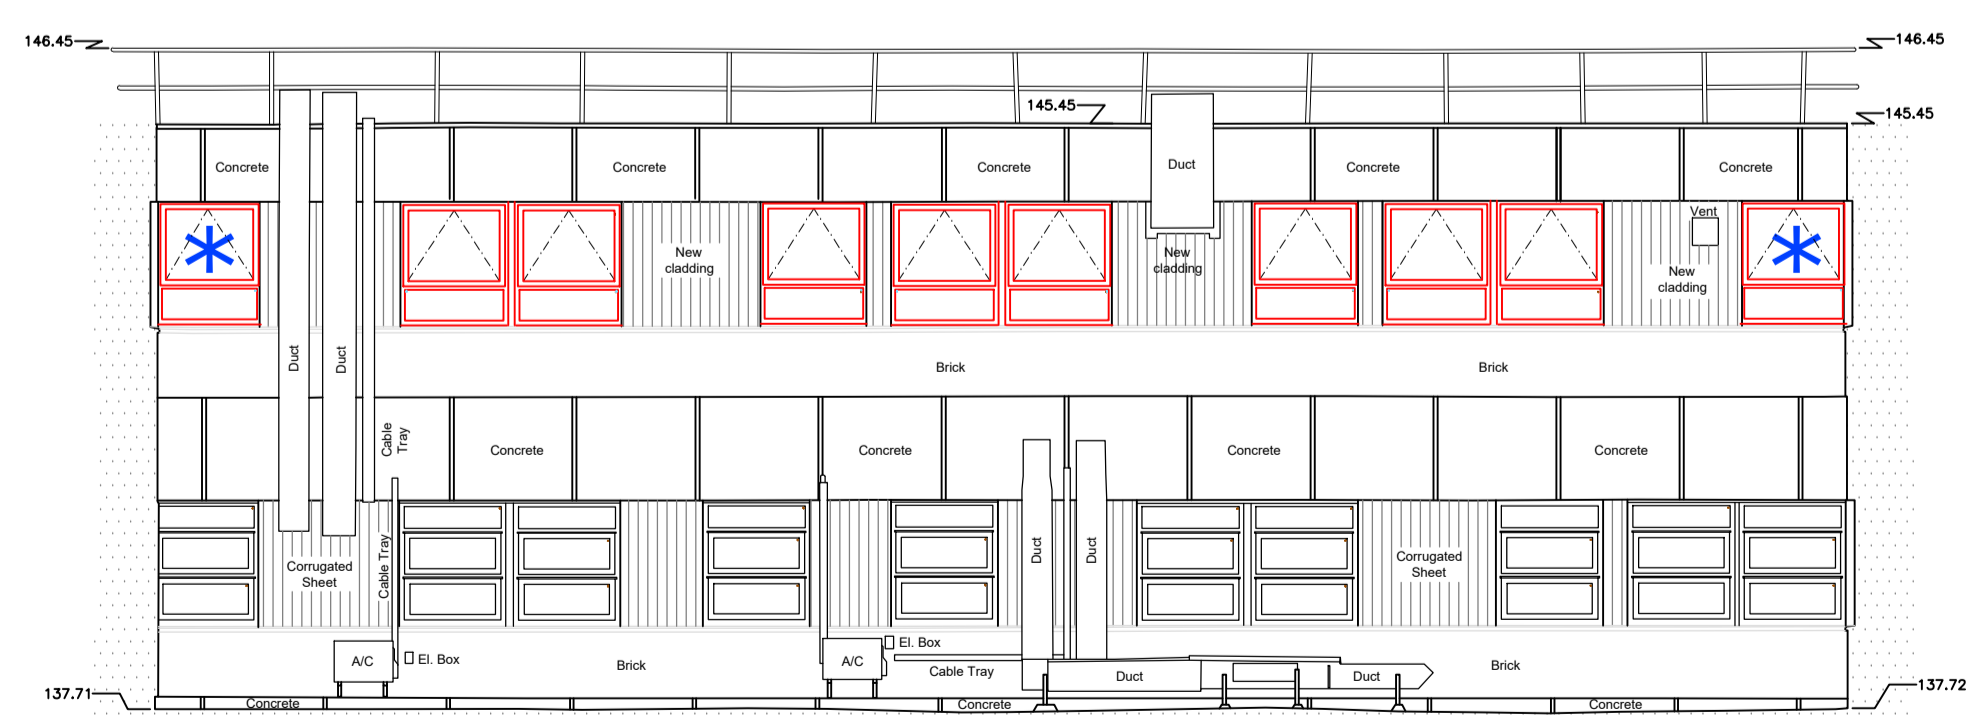 146.45
146.45
145.45
145.45
Concrete
Concrete
Concrete
Duct
Concrete
Concrete
Vent
New
cladding
New
cladding
New
cladding
Duct
Duct
Brick
Brick
Cable
Tray
Concrete
Concrete
Concrete
Concrete
Corrugated
Sheet
Cable Tray
Duct
Duct
Corrugated
Sheet
A/C
El. Box
Brick
A/C
El. Box
Cable Tray
Duct
Duct
Brick
137.71
137.72
Concrete
Concrete
Concrete